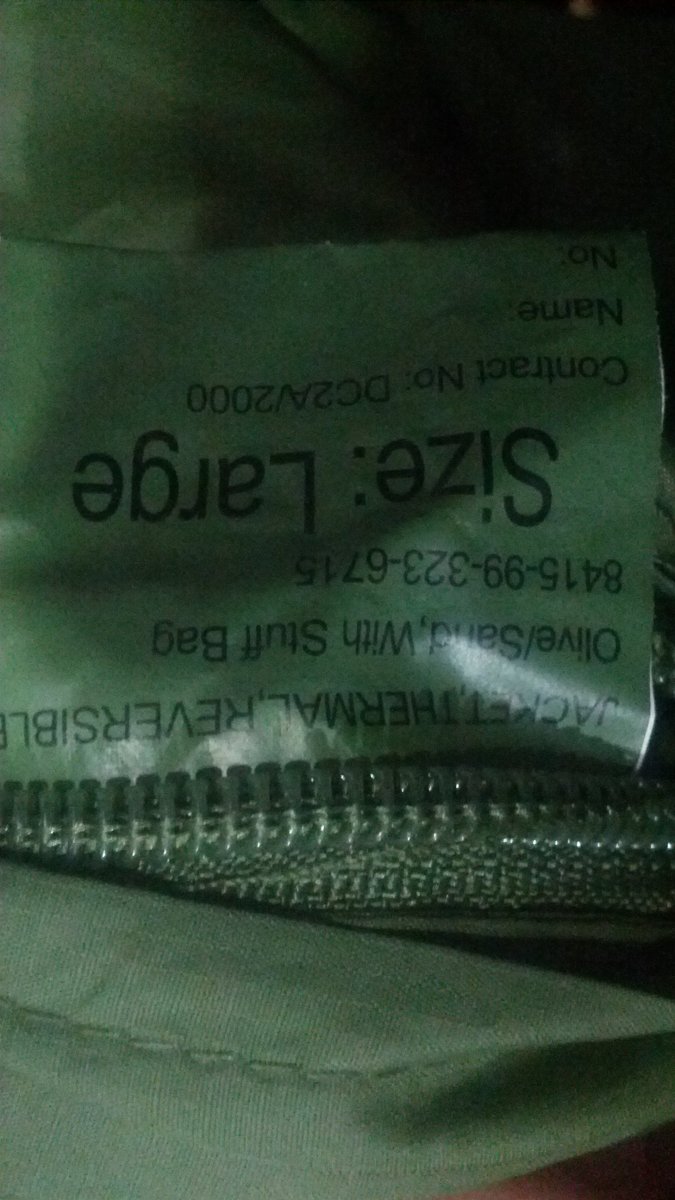 JACKET,THERMAL,REVERSIBLE
Olive/Sand,With Stuff Bag
8415-99-323-6715
Size: Large
Contract No: DC2A/2000
Name:
No: